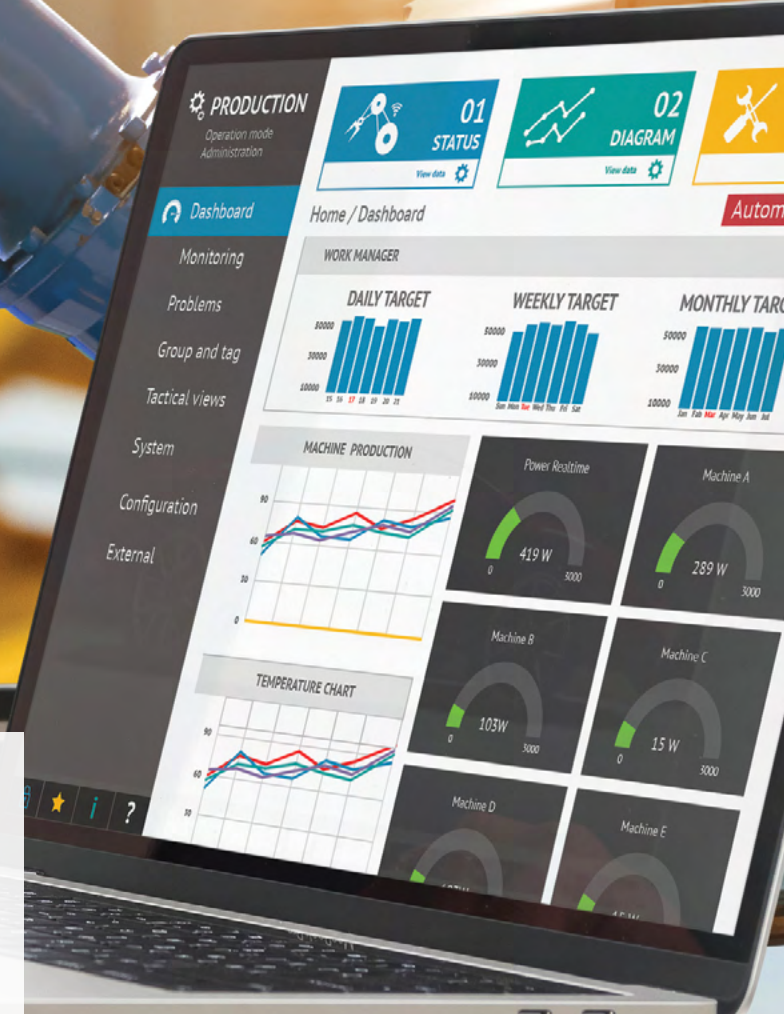 PRODUCTION
Operation mode
Administration
Dashboard
Monitoring
Problems
Group and tag
Tactical views
System
Configuration
External
?
01
STATUS
View data
02
DIAGRAM
View data
Home / Dashboard
Autom
WORK MANAGER
DAILY TARGET
50000
30000
10000
15 16 17 18 19 20 21
WEEKLY TARGET
50000
30000
10000
Sun Mon Tue Wed Thu Fri Sat
MONTHLY TARG
50000
30000
10000
Jan Feb Mar Apr May Jun Jul
MACHINE PRODUCTION
90
60
30
0
TEMPERATURE CHART
90
60
30
Power Realtime
419 W
0
3000
Machine A
289 W
0
3000
Machine B
103W
0
3000
Machine C
15 W
0
3000
Machine D
Machine E